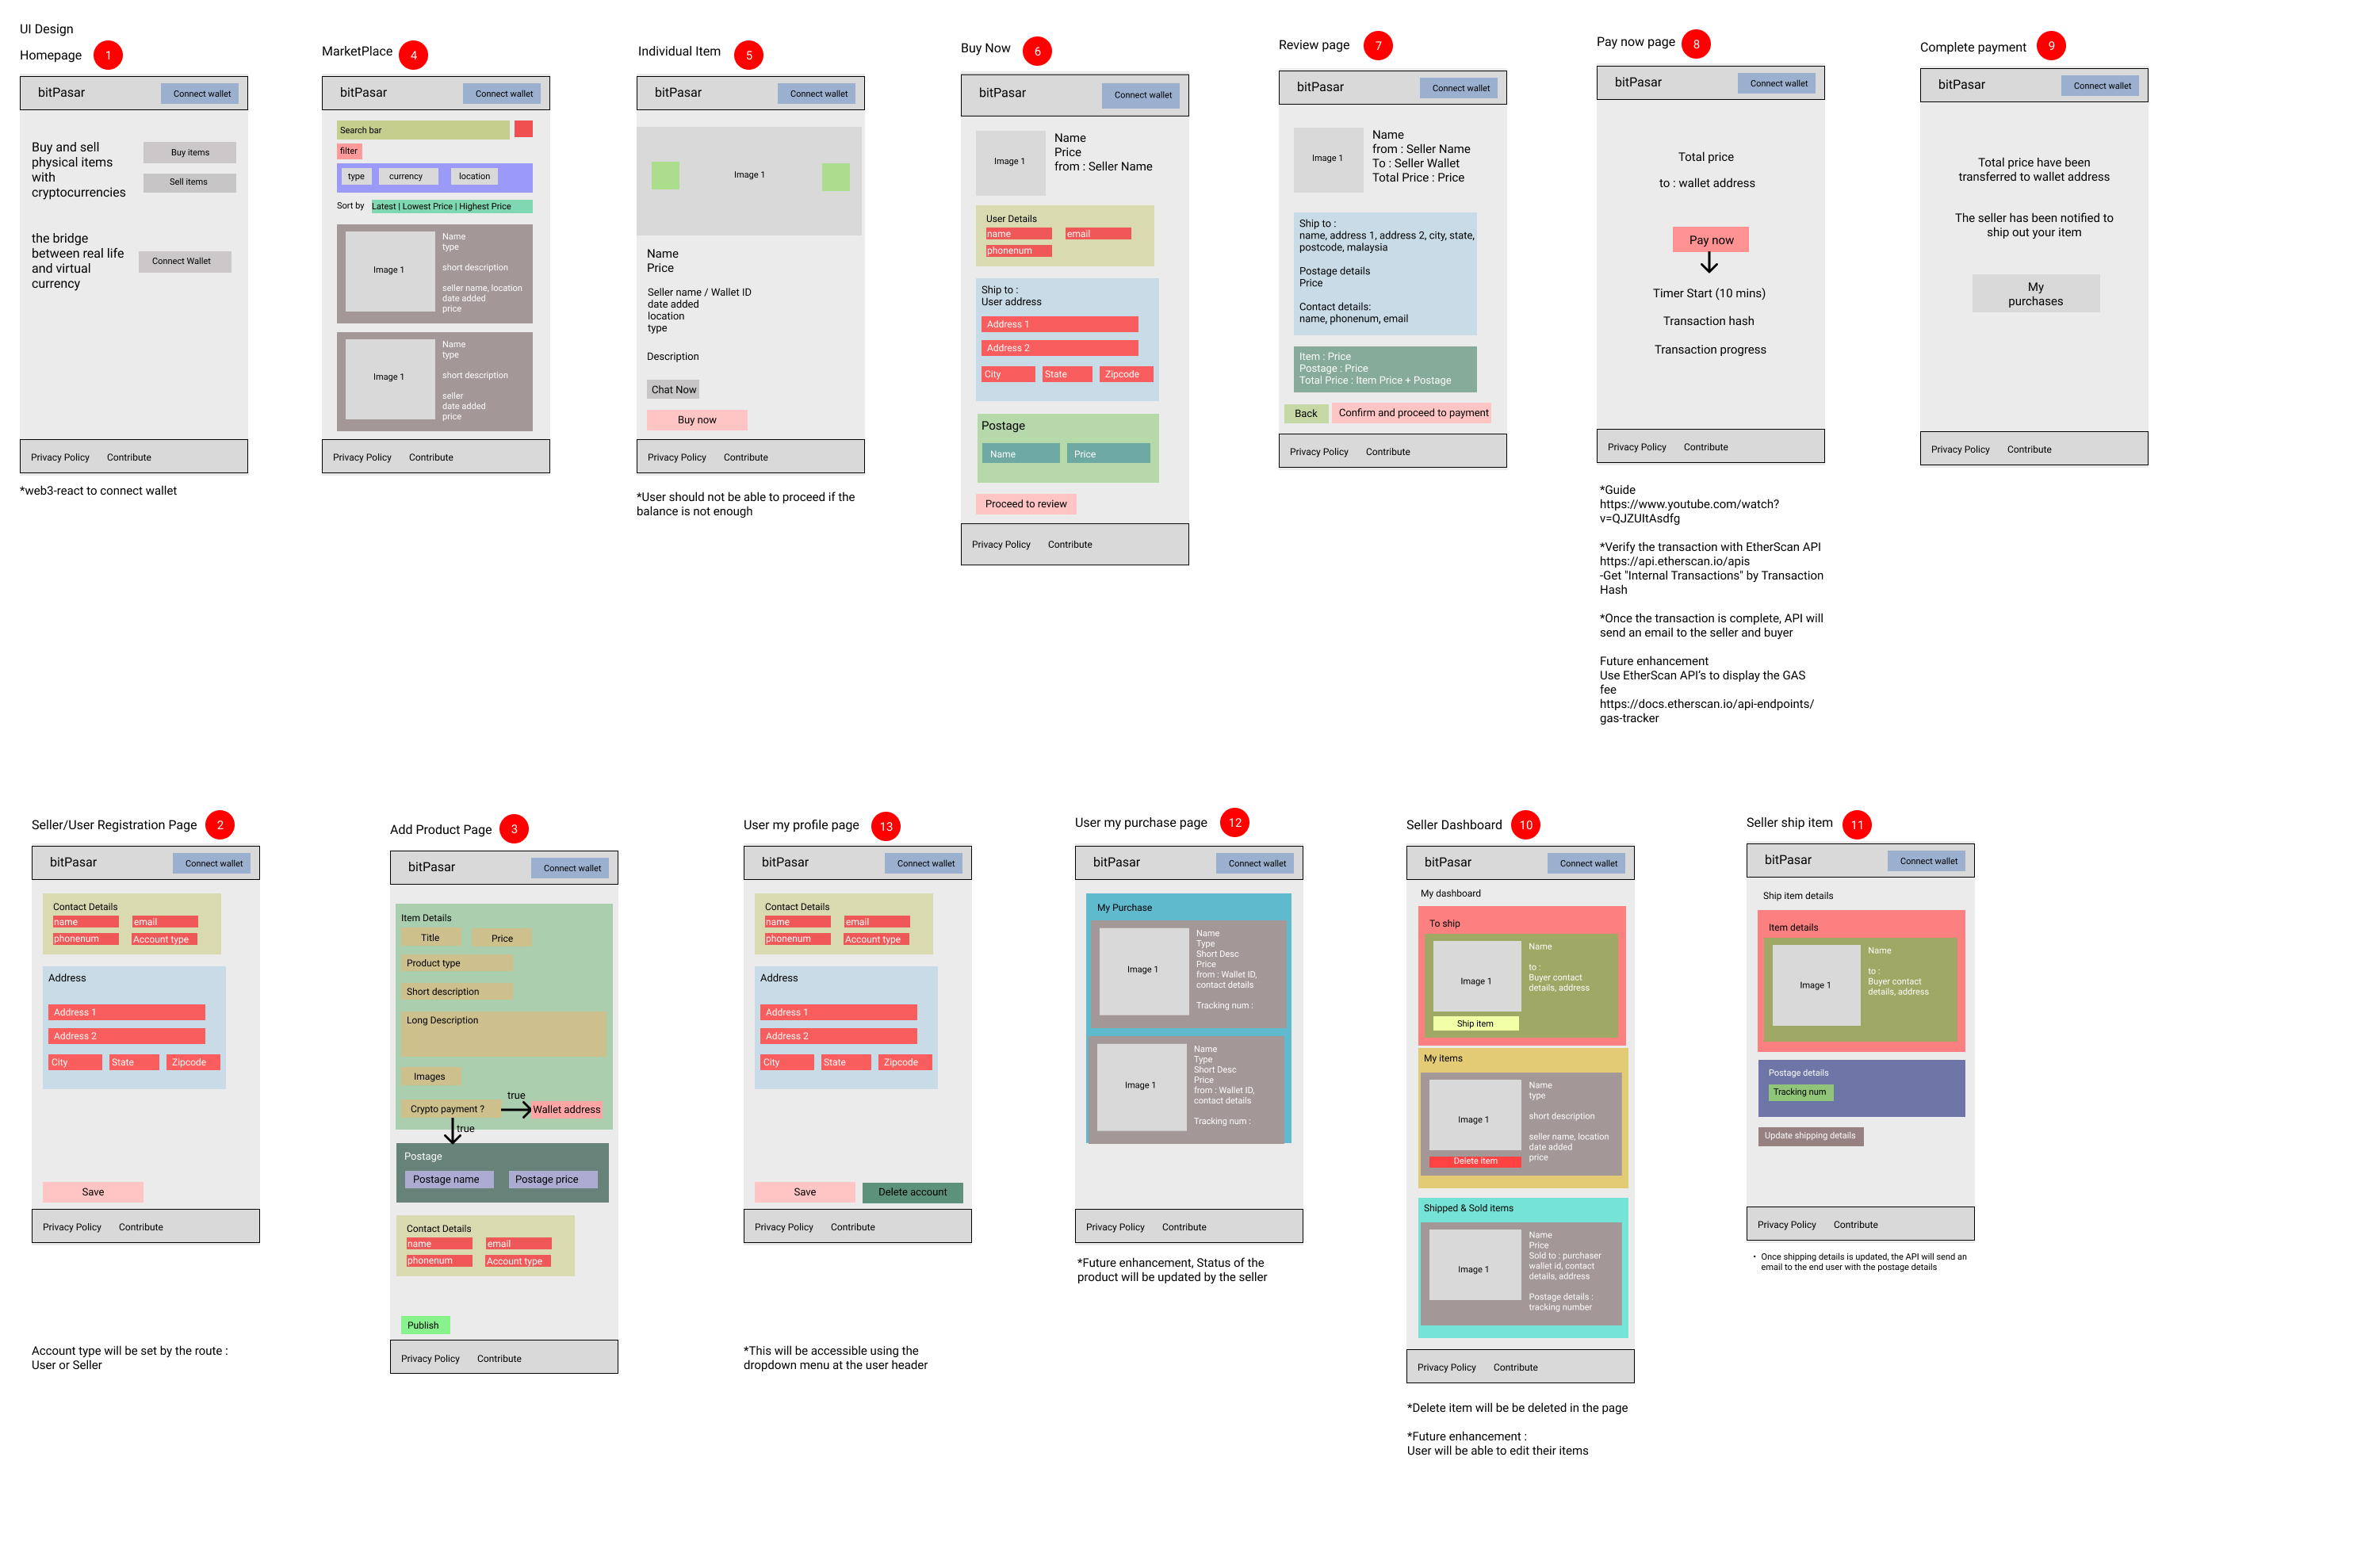 UI Design
Homepage
1
bitPasar
Connect wallet
Buy and sell
physical items
with
cryptocurrencies
Buy items
Sell items
the bridge
between real life
and virtual
currency
Connect Wallet
Privacy Policy Contribute
*web3-react to connect wallet
MarketPlace
4
bitPasar
Connect wallet
Search bar
filter
type currency location
Sort by Latest | Lowest Price | Highest Price
Image 1
Name
type
short description
seller name, location
date added
price
Image 1
Name
type
short description
seller
date added
price
Privacy Policy Contribute
Individual Item
5
bitPasar
Connect wallet
Image 1
Name
Price
Seller name / Wallet ID
date added
location
type
Description
Chat Now
Buy now
Privacy Policy Contribute
*User should not be able to proceed if the
balance is not enough
Buy Now
6
bitPasar
Connect wallet
Image 1
Name
Price
from : Seller Name
User Details
name email
phonenum
Ship to :
User address
Address 1
Address 2
City State Zipcode
Postage
Name Price
Proceed to review
Privacy Policy Contribute
Review page
7
bitPasar
Connect wallet
Image 1
Name
from : Seller Name
To : Seller Wallet
Total Price : Price
Ship to :
name, address 1, address 2, city, state,
postcode, malaysia
Postage details
Price
Contact details:
name, phonenum, email
Item : Price
Postage : Price
Total Price : Item Price + Postage
Back Confirm and proceed to payment
Privacy Policy Contribute
Pay now page
8
bitPasar
Connect wallet
Total price
to : wallet address
Pay now
Timer Start (10 mins)
Transaction hash
Transaction progress
Privacy Policy Contribute
*Guide
https://www.youtube.com/watch?
v=QJZUItAsdfg
*Verify the transaction with EtherScan API
https://api.etherscan.io/apis
-Get "Internal Transactions" by Transaction
Hash
*Once the transaction is complete, API will
send an email to the seller and buyer
Future enhancement
Use EtherScan API's to display the GAS
fee
https://docs.etherscan.io/api-endpoints/
gas-tracker
Complete payment
9
bitPasar
Connect wallet
Total price have been
transferred to wallet address
The seller has been notified to
ship out your item
My
purchases
Privacy Policy Contribute
Seller/User Registration Page
2
bitPasar
Connect wallet
Contact Details
name email
phonenum Account type
Address
Address 1
Address 2
City State Zipcode
Save
Privacy Policy Contribute
Account type will be set by the route :
User or Seller
Add Product Page
3
bitPasar
Connect wallet
Item Details
Title Price
Product type
Short description
Long Description
Images
true
Crypto payment ? Wallet address
true
Postage
Postage name Postage price
Contact Details
name email
phonenum Account type
Publish
Privacy Policy Contribute
User my profile page
13
bitPasar
Connect wallet
Contact Details
name email
phonenum Account type
Address
Address 1
Address 2
City State Zipcode
Save Delete account
Privacy Policy Contribute
*This will be accessible using the
dropdown menu at the user header
User my purchase page
12
bitPasar
Connect wallet
My Purchase
Image 1
Name
Type
Short Desc
Price
from : Wallet ID,
contact details
Tracking num :
Image 1
Name
Type
Short Desc
Price
from : Wallet ID,
contact details
Tracking num :
Privacy Policy Contribute
*Future enhancement, Status of the
product will be updated by the seller
Seller Dashboard
10
bitPasar
Connect wallet
My dashboard
To ship
Image 1
Name
to :
Buyer contact
details, address
Ship item
My items
Image 1
Name
type
short description
seller name, location
date added
price
Delete item
Shipped & Sold items
Image 1
Name
Price
Sold to : purchaser
wallet id, contact
details, address
Postage details :
tracking number
Privacy Policy Contribute
*Delete item will be be deleted in the page
*Future enhancement :
User will be able to edit their items
Seller ship item
11
bitPasar
Connect wallet
Ship item details
Item details
Image 1
Name
to :
Buyer contact
details, address
Postage details
Tracking num
Update shipping details
Privacy Policy Contribute
• Once shipping details is updated, the API will send an
email to the end user with the postage details